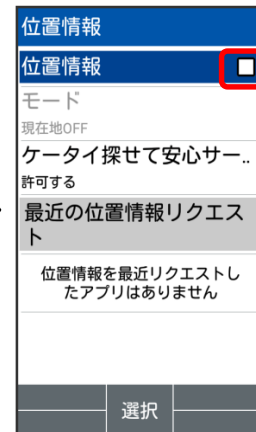 位置情報
位置情報
モード
現在地OFF
ケータイ探せて安心サー..
許可する
最近の位置情報リクエス
ト
位置情報を最近リクエストし
たアプリはありません
選択